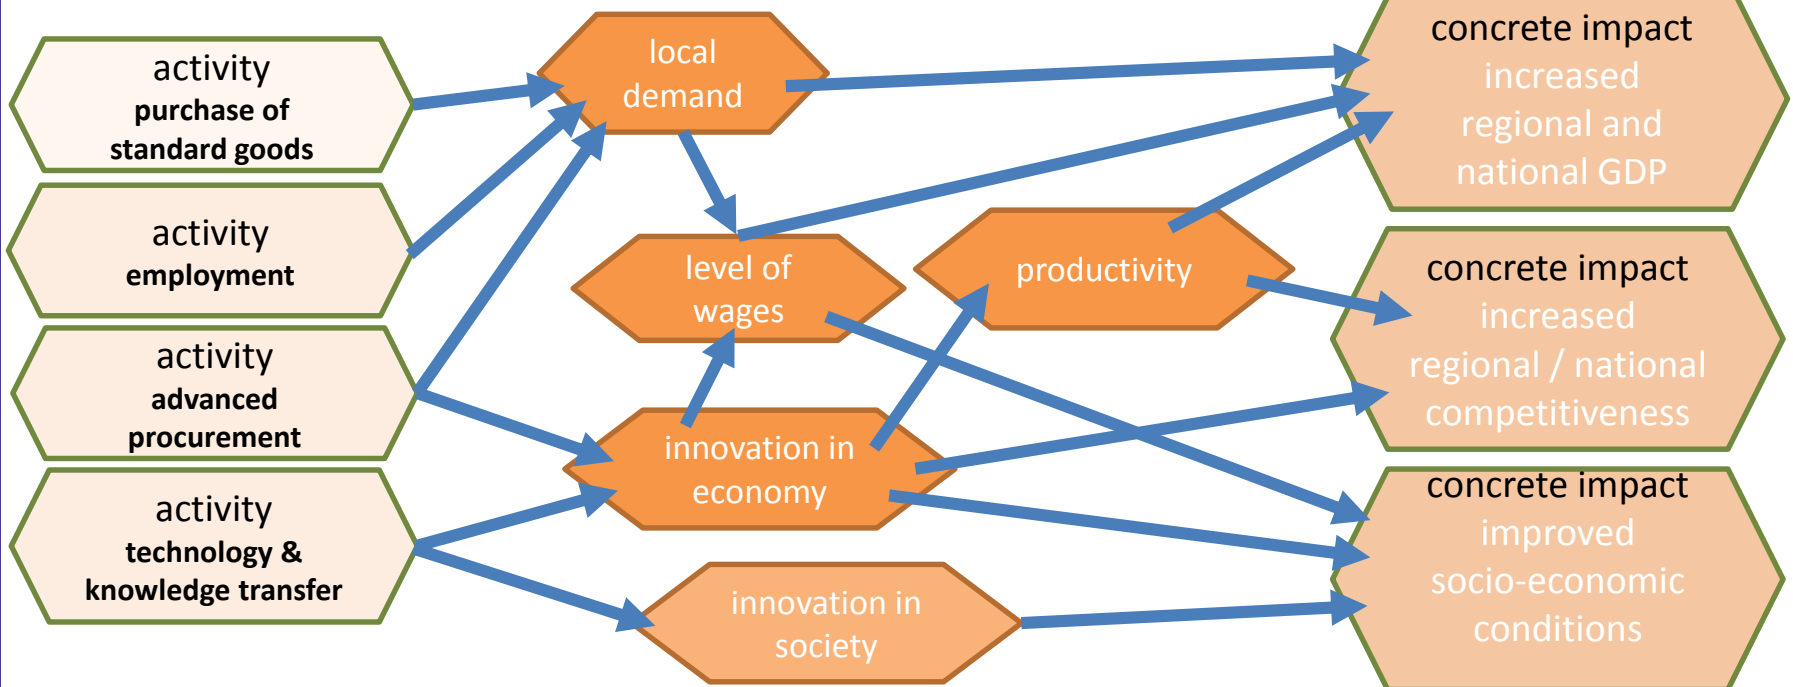 activity
purchase of
standard goods
activity
employment
activity
advanced
procurement
activity
technology &
knowledge transfer
local
demand
level of
wages
productivity
innovation in
economy
innovation in
society
concrete impact
increased
regional and
national GDP
concrete impact
increased
regional / national
competitiveness
concrete impact
improved
socio-economic
conditions